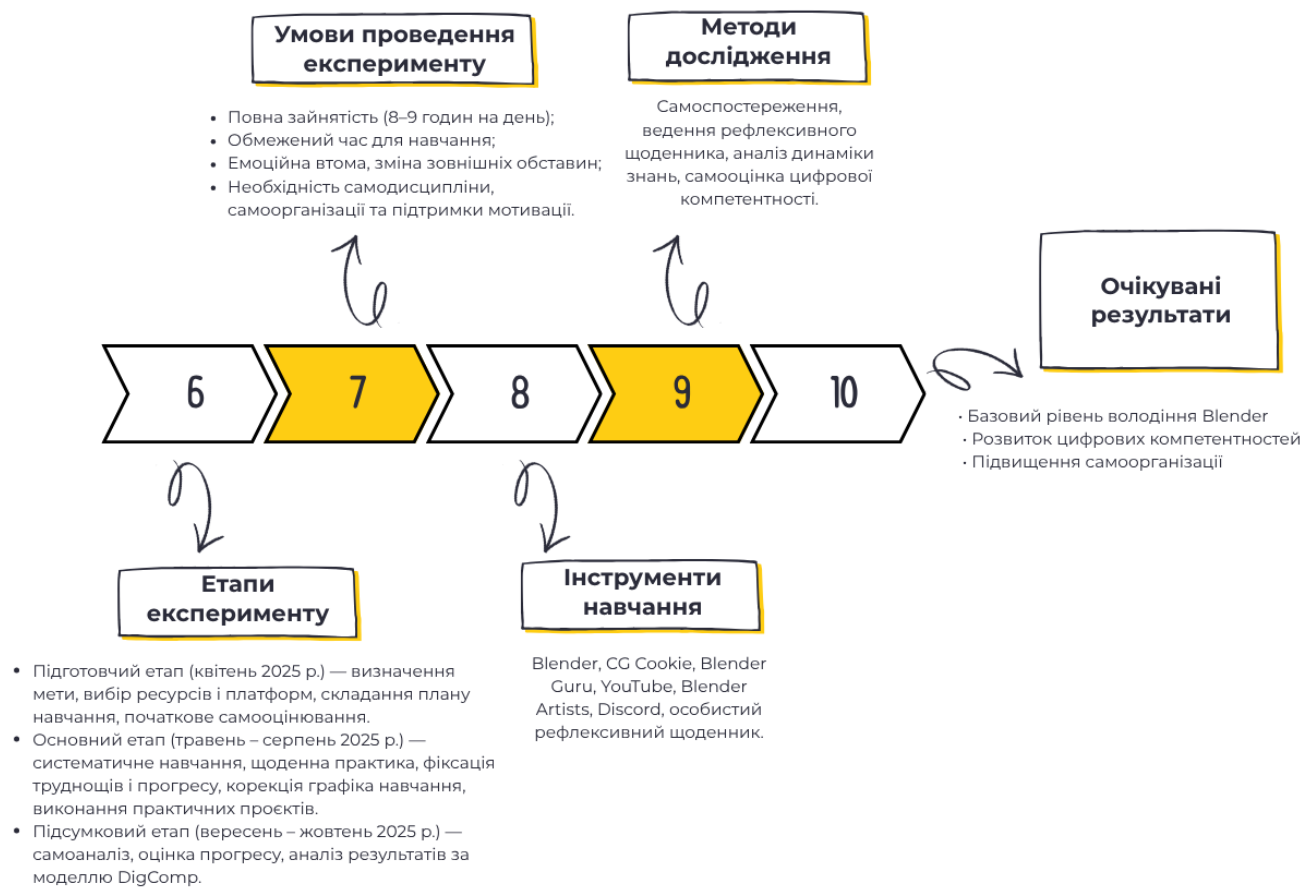 Умови проведення
експерименту
• Повна зайнятість (8–9 годин на день);
• Обмежений час для навчання;
• Емоційна втома, зміна зовнішніх обставин;
• Необхідність самодисципліни,
самоорганізації та підтримки мотивації.
Методи
дослідження
Самоспостереження,
ведення рефлексивного
щоденника, аналіз динаміки
знань, самооцінка цифрової
компетентності.
Очікувані
результати
· Базовий рівень володіння Blender
· Розвиток цифрових компетентностей
· Підвищення самоорганізації
6
7
8
9
10
Етапи
експерименту
• Підготовчий етап (квітень 2025 р.) — визначення
мети, вибір ресурсів і платформ, складання плану
навчання, початкове самооцінювання.
• Основний етап (травень – серпень 2025 р.) —
систематичне навчання, щоденна практика, фіксація
труднощів і прогресу, корекція графіка навчання,
виконання практичних проєктів.
• Підсумковий етап (вересень – жовтень 2025 р.) —
самоаналіз, оцінка прогресу, аналіз результатів за
моделлю DigComp.
Інструменти
навчання
Blender, CG Cookie, Blender
Guru, YouTube, Blender
Artists, Discord, особистий
рефлексивний щоденник.